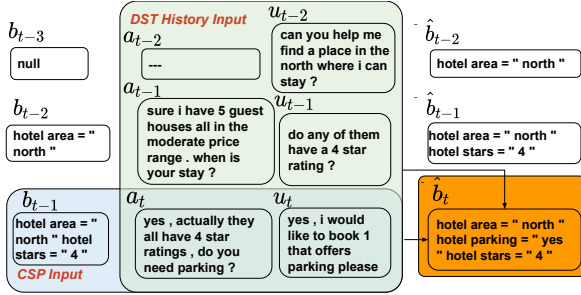 DST History Input
b_{t−3}
null
a_{t−2}
---
u_{t−2}
can you help me
find a place in the
north where i can
stay ?
\hat{b}_{t−2}
hotel area = " north"
b_{t−2}
hotel area = "
north "
a_{t−1}
sure i have 5 guest
houses all in the
moderate price
range . when is
your stay ?
u_{t−1}
do any of them
have a 4 star
rating ?
\hat{b}_{t−1}
hotel area = " north"
hotel stars = " 4 "
b_{t−1}
hotel area = "
north " hotel
stars = " 4 "
CSP Input
a_t
yes , actually they
all have 4 star
ratings , do you
need parking ?
u_t
yes , i would
like to book 1
that offers
parking please
\hat{b}_t
hotel area = " north"
hotel parking = " yes
" hotel stars = " 4 "